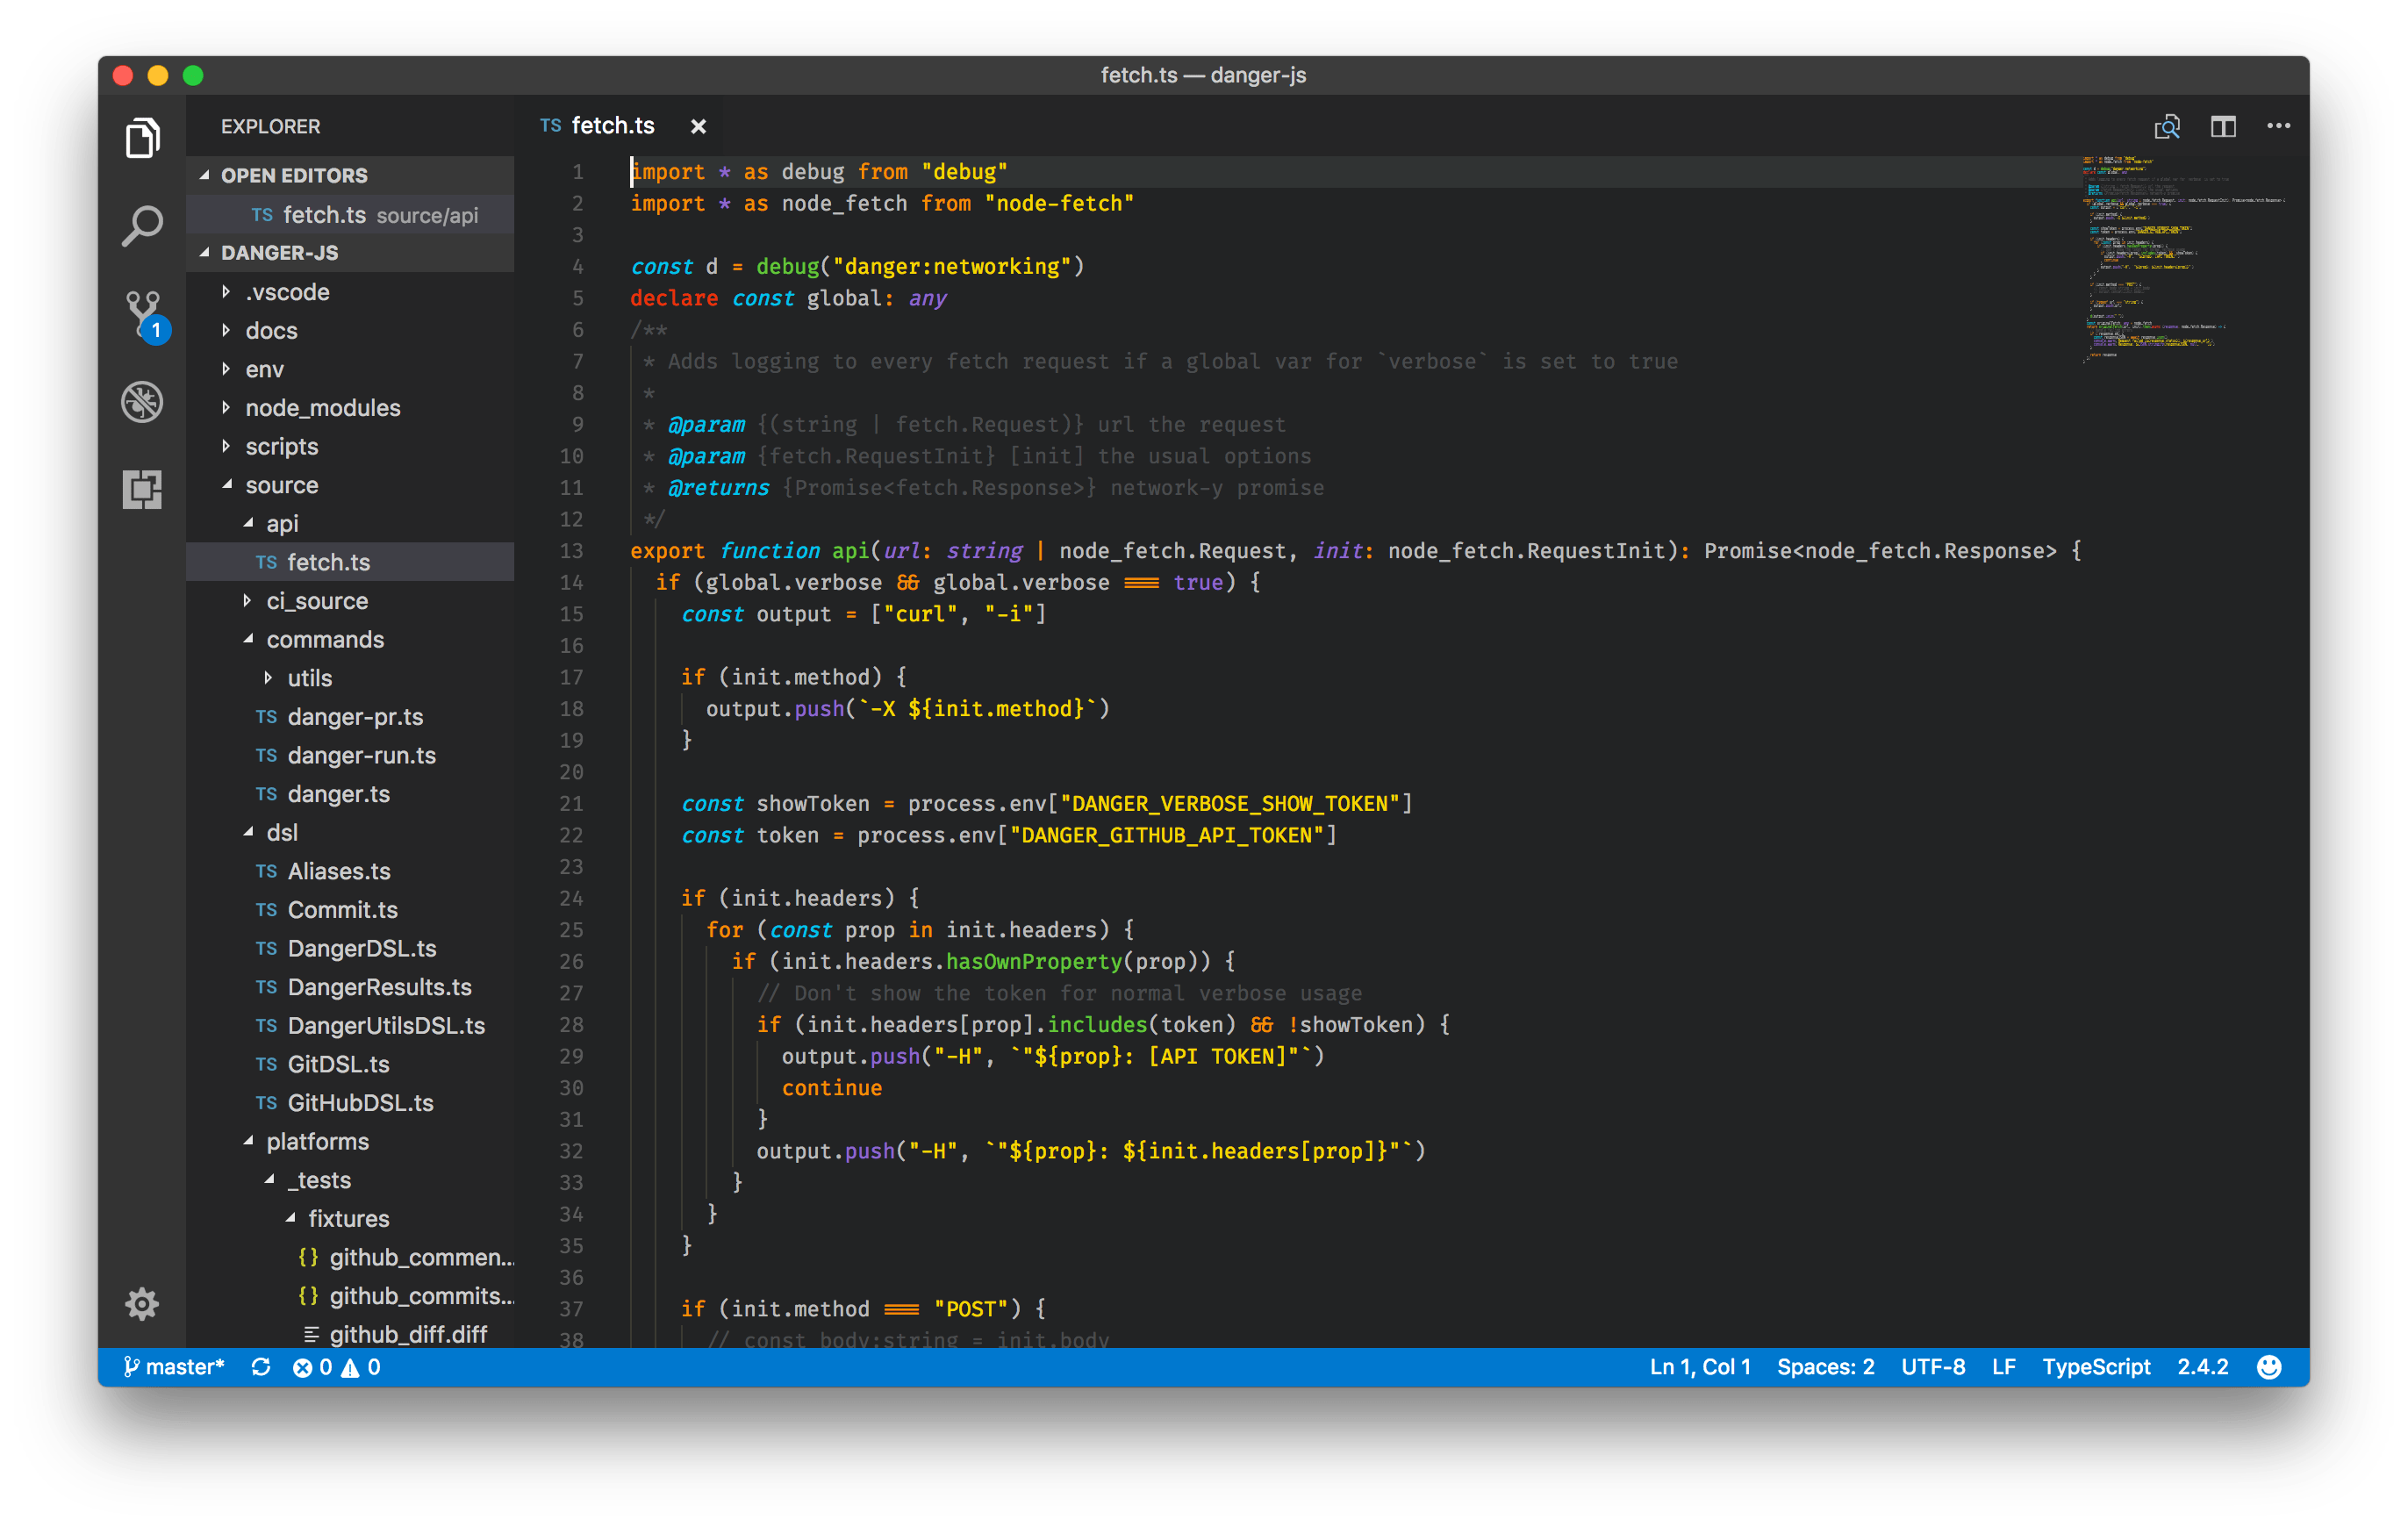 fetch.ts — danger-js
EXPLORER
OPEN EDITORS
TS fetch.ts source/api
DANGER-JS
.vscode
docs
env
node_modules
scripts
source
api
TS fetch.ts
ci_source
commands
utils
TS danger-pr.ts
TS danger-run.ts
TS danger.ts
dsl
TS Aliases.ts
TS Commit.ts
TS DangerDSL.ts
TS DangerResults.ts
TS DangerUtilsDSL.ts
TS GitDSL.ts
TS GitHubDSL.ts
platforms
_tests
fixtures
{} github_commen...
{} github_commits...
github_diff.diff
1
TS fetch.ts ×
1 import * as debug from "debug"
2 import * as node_fetch from "node-fetch"
3
4 const d = debug("danger:networking")
5 declare const global: any
6 /**
7 * Adds logging to every fetch request if a global var for `verbose` is set to true
8 *
9 * @param {(string | fetch.Request)} url the request
10 * @param {fetch.RequestInit} [init] the usual options
11 * @returns {Promise<fetch.Response>} network-y promise
12 */
13 export function api(url: string | node_fetch.Request, init: node_fetch.RequestInit): Promise<node_fetch.Response> {
14 if (global.verbose && global.verbose === true) {
15 const output = ["curl", "-i"]
16
17 if (init.method) {
18 output.push(`-X ${init.method}`)
19 }
20
21 const showToken = process.env["DANGER_VERBOSE_SHOW_TOKEN"]
22 const token = process.env["DANGER_GITHUB_API_TOKEN"]
23
24 if (init.headers) {
25 for (const prop in init.headers) {
26 if (init.headers.hasOwnProperty(prop)) {
27 // Don't show the token for normal verbose usage
28 if (init.headers[prop].includes(token) && !showToken) {
29 output.push("-H", `"${prop}: [API TOKEN]"`)
30 continue
31 }
32 output.push("-H", `"${prop}: ${init.headers[prop]}"`)
33 }
34 }
35 }
36
37 if (init.method === "POST") {
38 // const body:string = init.body
master* 0 0
Ln 1, Col 1 Spaces: 2 UTF-8 LF TypeScript 2.4.2